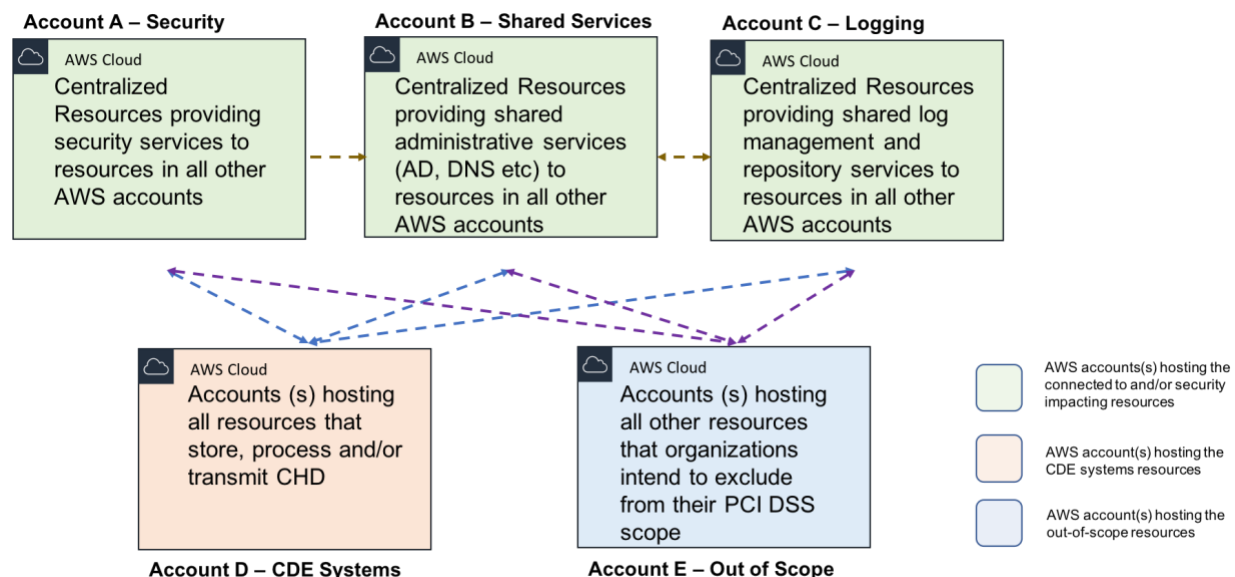 Account A – Security
Account B – Shared Services
Account C – Logging
AWS Cloud
Centralized
Resources providing
security services to
resources in all other
AWS accounts
AWS Cloud
Centralized Resources
providing shared
administrative services
(AD, DNS etc) to
resources in all other
AWS accounts
AWS Cloud
Centralized Resources
providing shared log
management and
repository services to
resources in all other
AWS accounts
AWS Cloud
Accounts (s) hosting
all resources that
store, process and/or
transmit CHD
Account D – CDE Systems
AWS Cloud
Accounts (s) hosting
all other resources
that organizations
intend to exclude
from their PCI DSS
scope
Account E – Out of Scope
AWS accounts(s) hosting the
connected to and/or security
impacting resources
AWS account(s) hosting the
CDE systems resources
AWS account(s) hosting the
out-of-scope resources